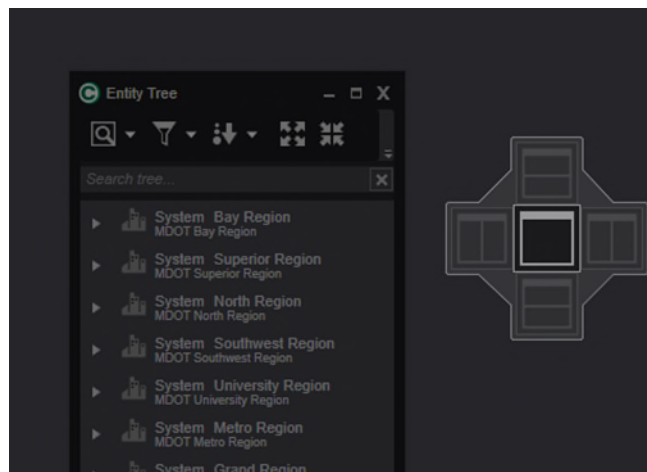 Entity Tree
Search tree...
System Bay Region
MDOT Bay Region
System Superior Region
MDOT Superior Region
System North Region
MDOT North Region
System Southwest Region
MDOT Southwest Region
System University Region
MDOT University Region
System Metro Region
MDOT Metro Region
System Grand Region